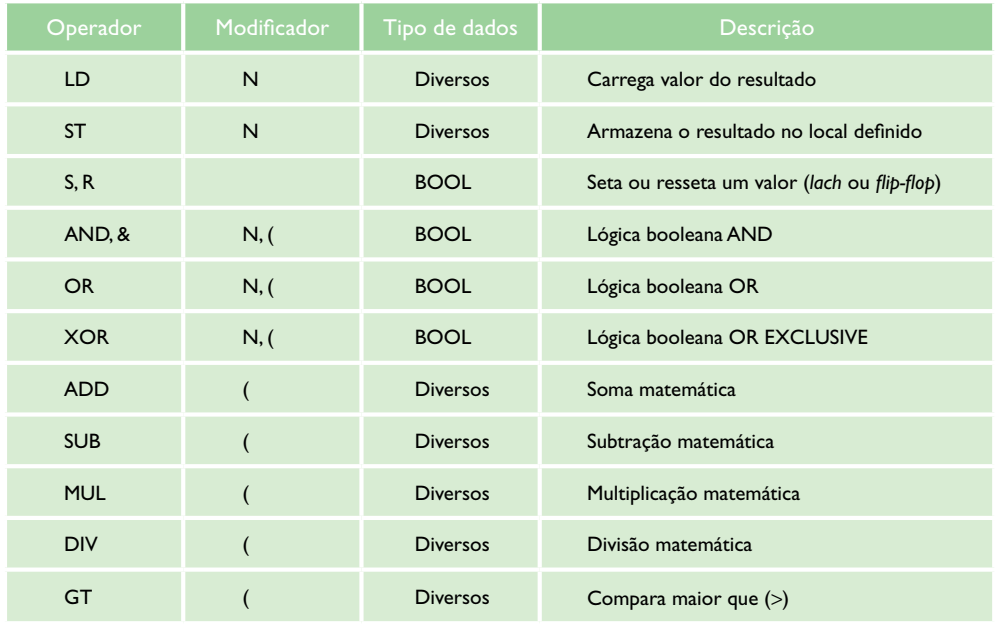 Operador Modificador Tipo de dados Descrição
LD N Diversos Carrega valor do resultado
ST N Diversos Armazena o resultado no local definido
S, R BOOL Seta ou resseta um valor (lach ou flip-flop)
AND, & N, ( BOOL Lógica booleana AND
OR N, ( BOOL Lógica booleana OR
XOR N, ( BOOL Lógica booleana OR EXCLUSIVE
ADD ( Diversos Soma matemática
SUB ( Diversos Subtração matemática
MUL ( Diversos Multiplicação matemática
DIV ( Diversos Divisão matemática
GT ( Diversos Compara maior que (>)